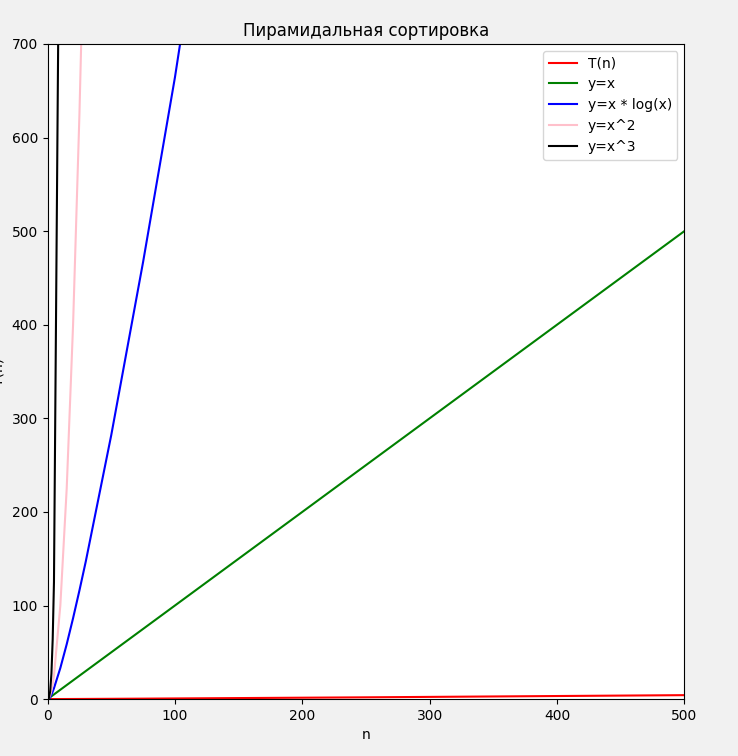 Пирамидальная сортировка
700
600
500
400
300
200
100
0
T(n)
y=x
y=x * log(x)
y=x^2
y=x^3
0 100 200 300 400 500
n